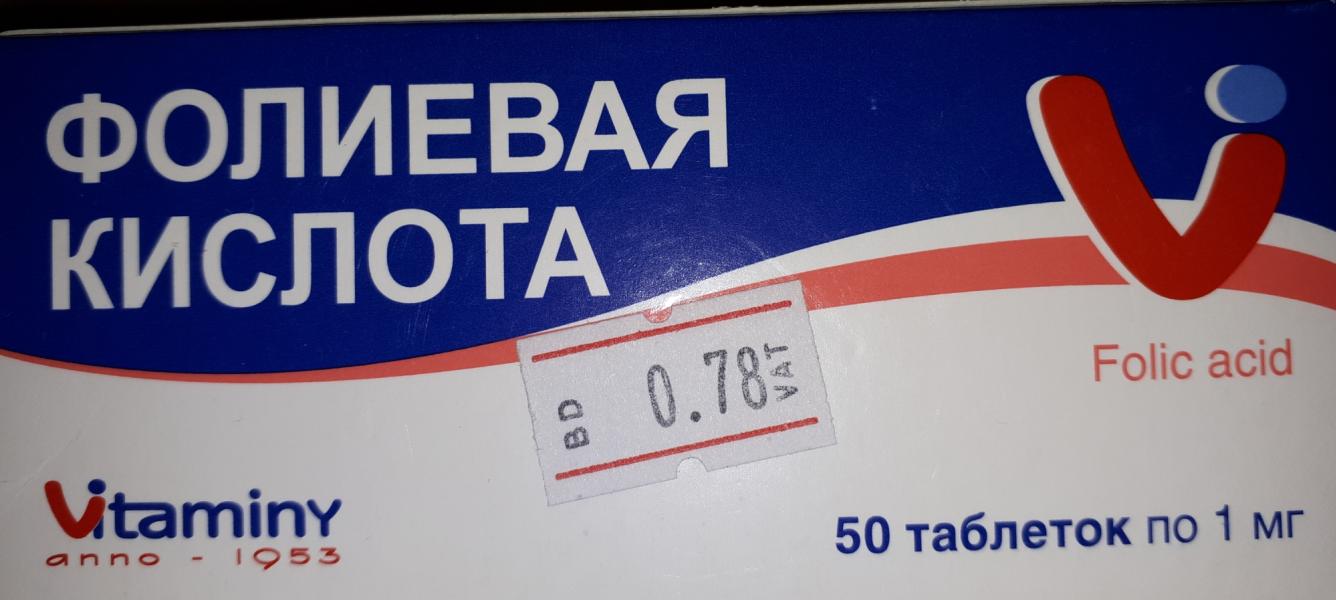 ФОЛИЕВАЯ
КИСЛОТА
Folic acid
BD 0.78 VAT
Vitaminy
anno - 1953
50 таблеток по 1 мг